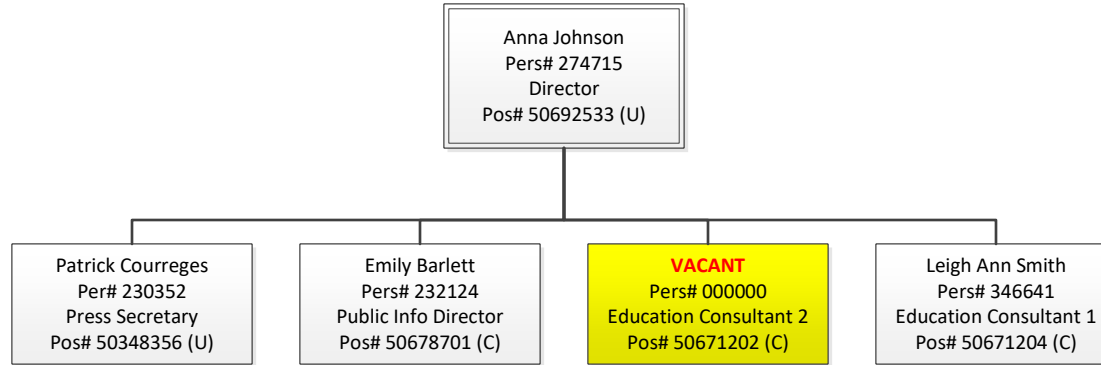 Anna Johnson
Pers# 274715
Director
Pos# 50692533 (U)
Patrick Courreges
Per# 230352
Press Secretary
Pos# 50348356 (U)
Emily Barlett
Pers# 232124
Public Info Director
Pos# 50678701 (C)
VACANT
Pers# 000000
Education Consultant 2
Pos# 50671202 (C)
Leigh Ann Smith
Pers# 346641
Education Consultant 1
Pos# 50671204 (C)